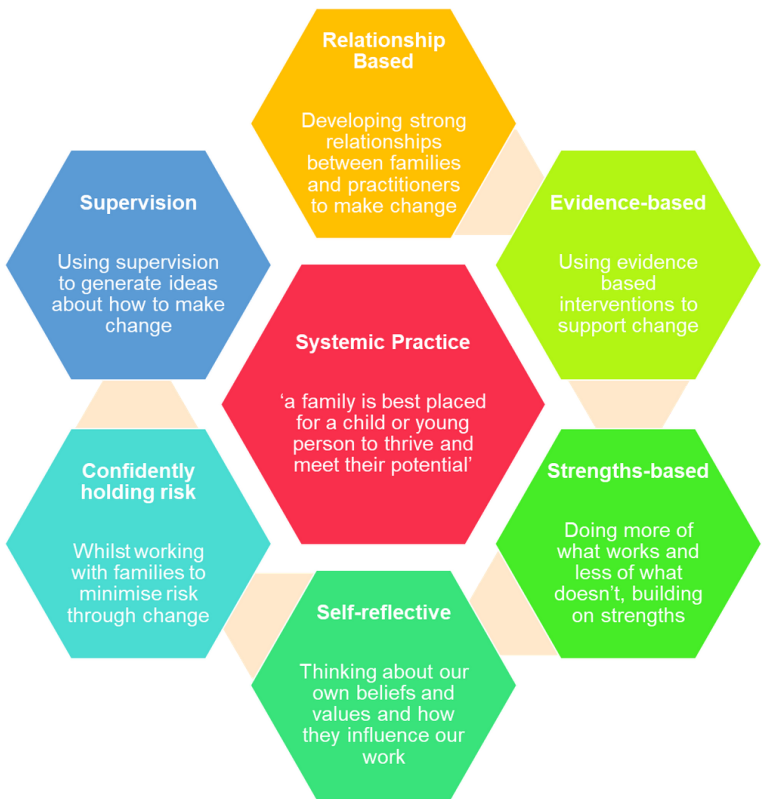 Relationship
Based
Developing strong
relationships
between families
and practitioners
to make change
Evidence-based
Using evidence
based
interventions to
support change
Strengths-based
Doing more of
what works and
less of what
doesn’t, building
on strengths
Self-reflective
Thinking about our
own beliefs and
values and how
they influence our
work
Confidently
holding risk
Whilst working
with families to
minimise risk
through change
Supervision
Using supervision
to generate ideas
about how to make
change
Systemic Practice
‘a family is best placed
for a child or young
person to thrive and
meet their potential’